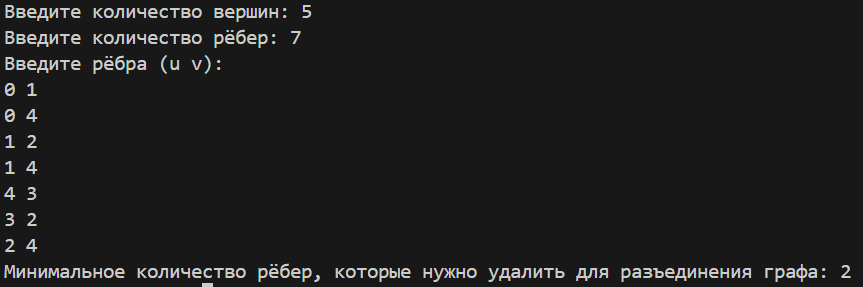 Введите количество вершин: 5
Введите количество рёбер: 7
Введите рёбра (u v):
0 1
0 4
1 2
1 4
4 3
3 2
2 4
Минимальное количество рёбер, которые нужно удалить для разъединения графа: 2